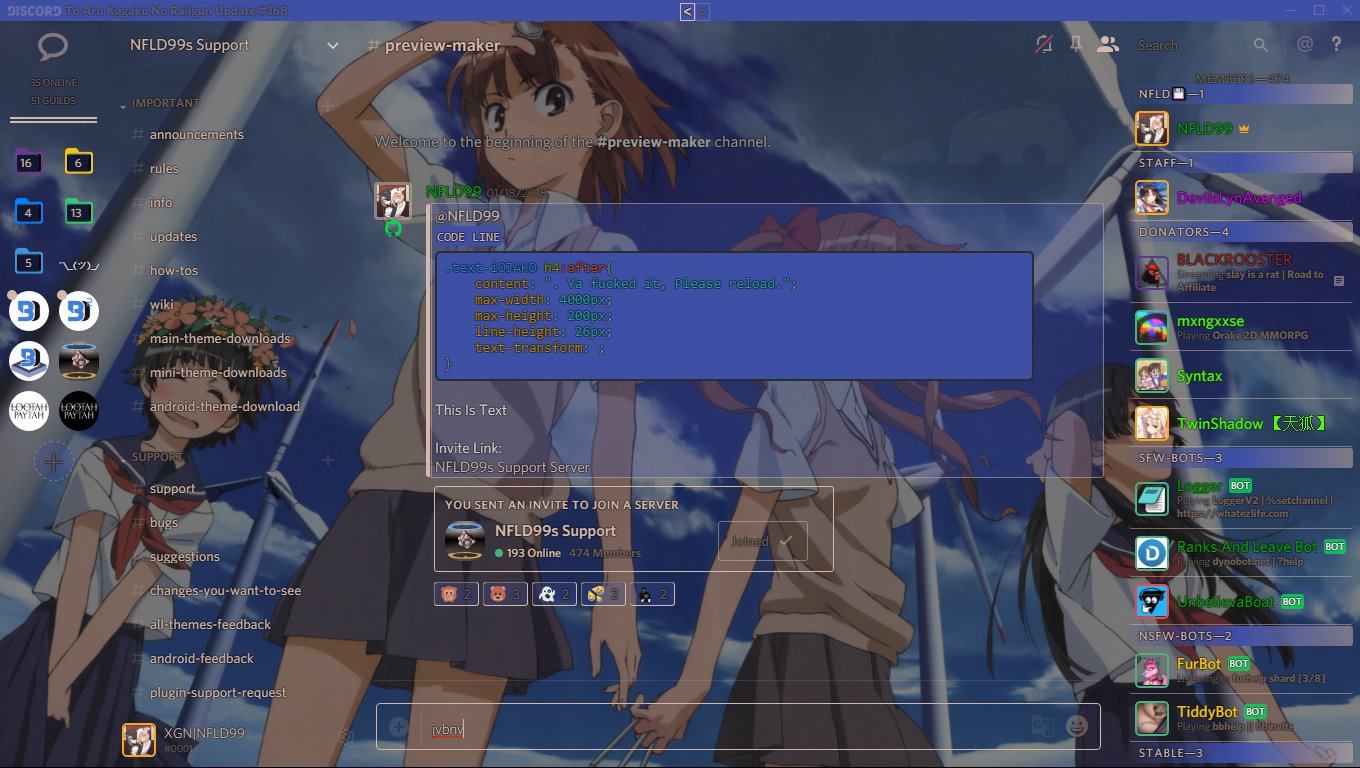 DISCORD To Aru Kagaku No Railgun Update #168
< >
35 ONLINE
51 GUILDS
16
6
4
13
5
¯\_(ツ)_/¯
LOOTAH PAYTAH
LOOTAH PAYTAH
NFLD99s Support
IMPORTANT
# announcements
# rules
# info
# updates
# how-tos
# wiki
# main-theme-downloads
# mini-theme-downloads
# android-theme-download
SUPPORT
# support
# bugs
# suggestions
# changes-you-want-to-see
# all-themes-feedback
# android-feedback
# plugin-support-request
XGN|NFLD99
#0001
# preview-maker
Search
@ ?
Welcome to the beginning of the #preview-maker channel.
NFLD99 01/18/2018
@NFLD99
CODE LINE
.text-iOJAKO h4:after{
content: ". Ya fucked it, Please reload.";
max-width: 4000px;
max-height: 200px;
line-height: 26px;
text-transform: ;
}
This Is Text
Invite Link:
NFLD99s Support Server
YOU SENT AN INVITE TO JOIN A SERVER
NFLD99s Support
193 Online 474 Members
Joined
2 3 2 2 2
jvbnv
MEMBERS—474
NFLD💾—1
NFLD99
STAFF—1
DevilsLynAvenged
DONATORS—4
BLACKROOSTER
Streaming slay is a rat | Road to
Affiliate
mxngxxse
Playing Orake 2D MMORPG
Syntax
TwinShadow 【天狐】
SFW-BOTS—3
Logger BOT
Playing LoggerV2 | %setchannel |
https://whatezlife.com
Ranks And Leave Bot BOT
Playing dynobot.net | ?help
UnbelievaBoat BOT
NSFW-BOTS—2
FurBot BOT
Listening to furhelp shard [3/8]
TiddyBot BOT
Playing bbhelp || bbinvite
STABLE—3